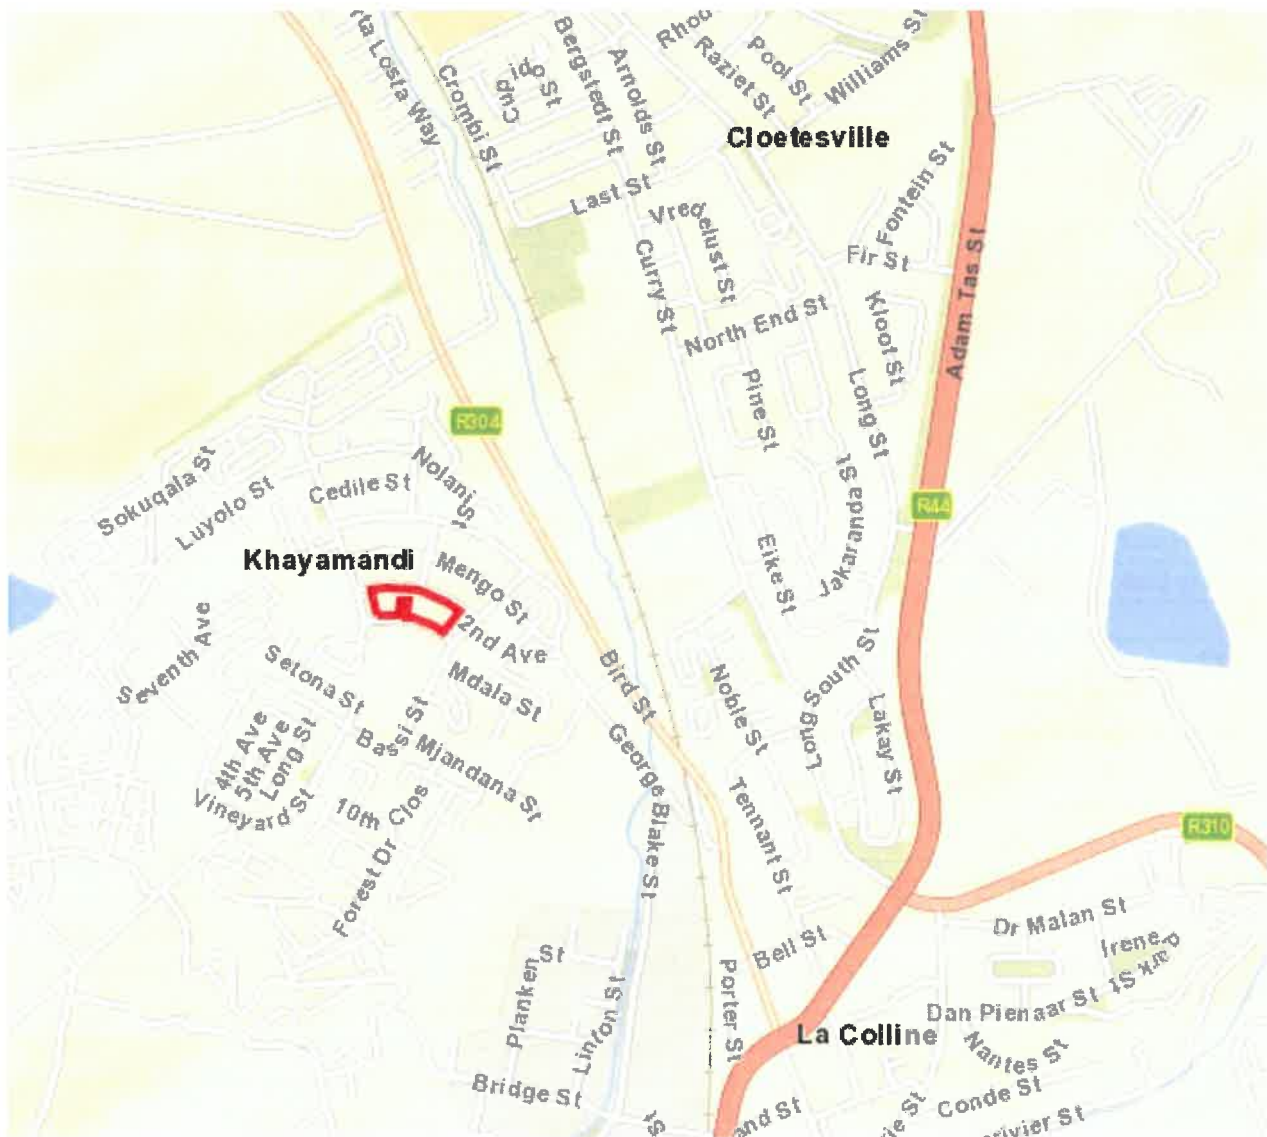 Losta Way
Crombi St
Cupido St
Bergstedt St
Arnolds St
Raziet St
Pool St
Williams St
Cloetesville
Last St
Vredelust St
Fontein St
Fir St
Curry St
North End St
Kloof St
Adam Tas St
Pine St
Long St
R304
Nolani St
Sokuqala St
Luyolo St
Cedile St
Jakaranda St
R44
Khayamandi
Mengo St
Eike St
2nd Ave
Seventh Ave
Setona St
Mdala St
Bird St
Noble St
Long South St
Lakay St
Bassi St
Mjandana St
George Blake St
4th Ave
5th Ave
Long St
Vineyard St
10th Clos
Tennant St
R310
Forest Dr
Planken St
Linton St
Bell St
Dr Malan St
Irene Park St
Porter St
Dan Pienaar St
La Colline
Nantes St
Bridge St
Conde St
St